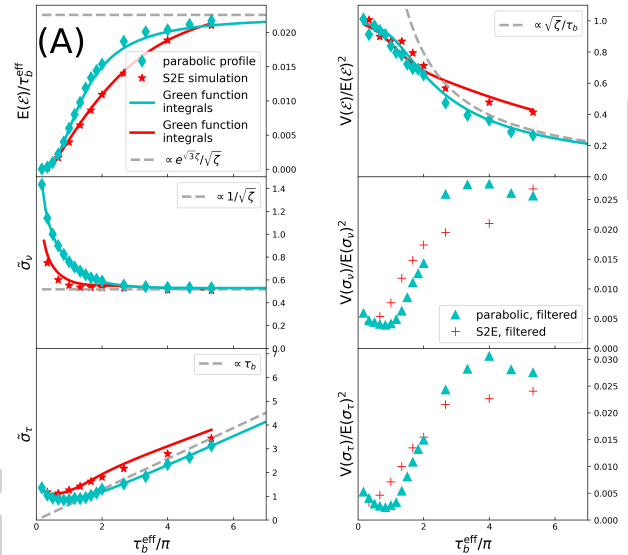 (A)
E(ℰ)/τ_b^eff
0.020
0.015
0.010
0.005
0.000
parabolic profile
S2E simulation
Green function
integrals
Green function
integrals
∝ e^{√3ζ}/√ζ
V(ℰ)/E(ℰ)²
1.0
0.8
0.6
0.4
0.2
0.0
∝ √ζ/τ_b
σ̃_ν
1.4
1.2
1.0
0.8
0.6
0.4
0.2
0.0
∝ 1/√ζ
V(σ_ν)/E(σ_ν)²
0.025
0.020
0.015
0.010
0.005
0.000
parabolic, filtered
S2E, filtered
σ̃_τ
7
6
5
4
3
2
1
0
∝ τ_b
0
2
4
6
τ_b^eff/π
V(σ_τ)/E(σ_τ)²
0.030
0.025
0.020
0.015
0.010
0.005
0.000
0
2
4
6
τ_b^eff/π